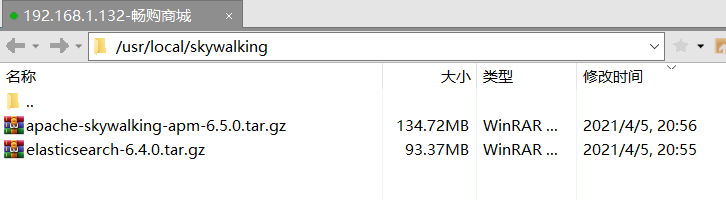 192.168.1.132-畅购商城 ×
/usr/local/skywalking
名称 大小 类型 修改时间
..
apache-skywalking-apm-6.5.0.tar.gz 134.72MB WinRAR ... 2021/4/5, 20:56
elasticsearch-6.4.0.tar.gz 93.37MB WinRAR ... 2021/4/5, 20:55